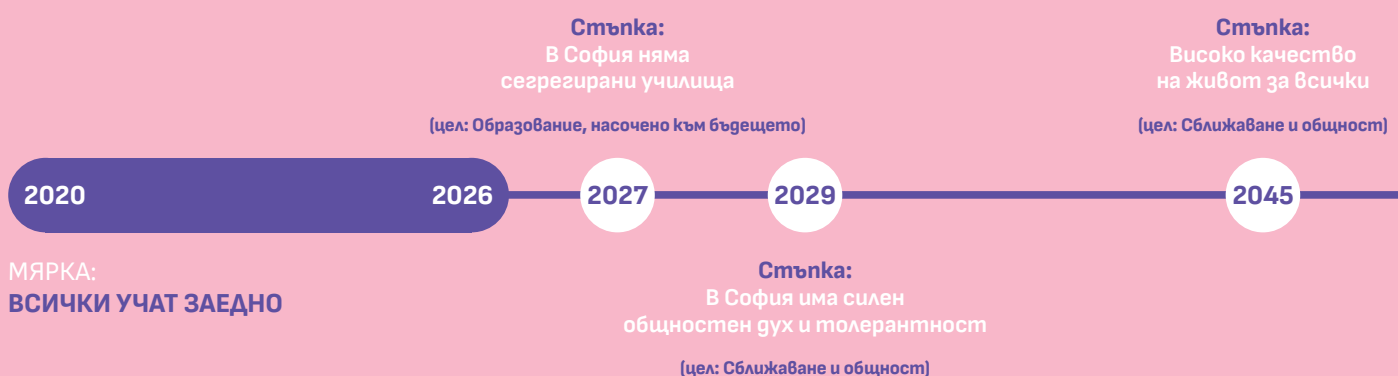 Стъпка:
В София няма
сегрегирани училища
(цел: Образование, насочено към бъдещето)
Стъпка:
Високо качество
на живот за всички
(цел: Сближаване и общност)
2020
2026
2027
2029
2045
МЯРКА:
ВСИЧКИ УЧАТ ЗАЕДНО
Стъпка:
В София има силен
общностен дух и толерантност
(цел: Сближаване и общност)